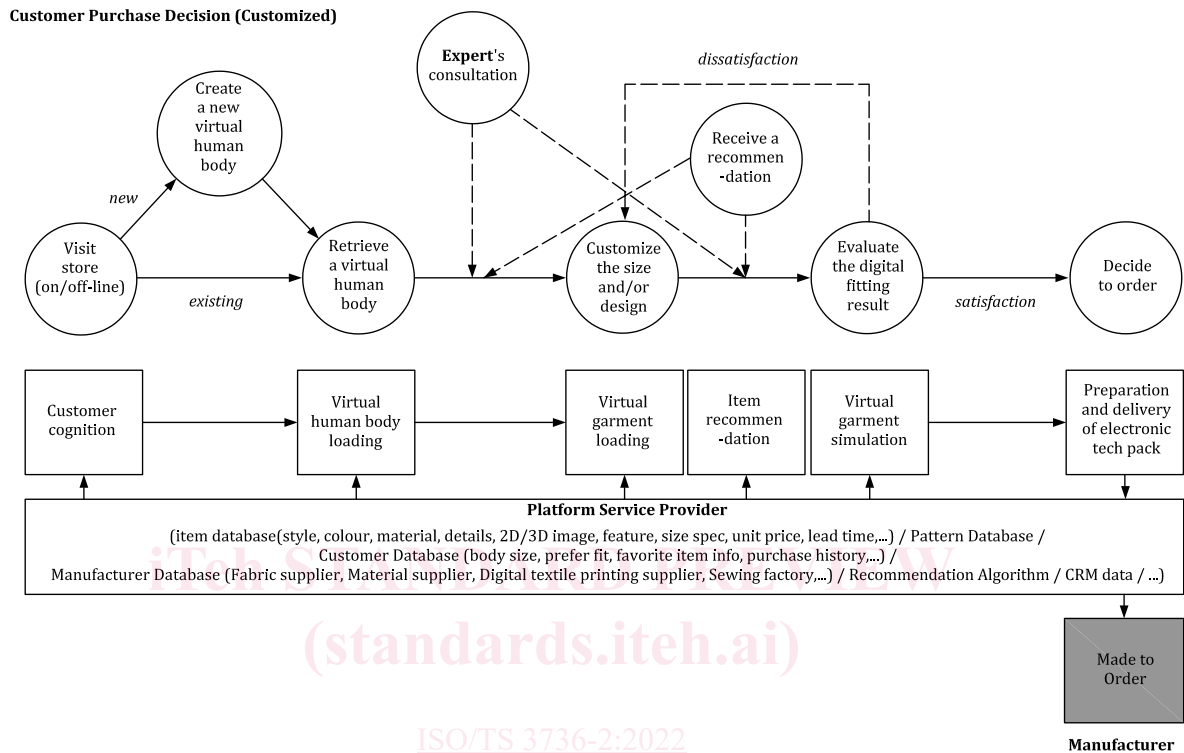 Customer Purchase Decision (Customized)
Expert's
consultation
dissatisfaction
Create
a new
virtual
human
body
Receive a
recommen
-dation
new
Visit
store
(on/off-line)
existing
Retrieve
a virtual
human
body
Customize
the size
and/or
design
Evaluate
the digital
fitting
result
satisfaction
Decide
to order
Customer
cognition
Virtual
human body
loading
Virtual
garment
loading
Item
recommen
-dation
Virtual
garment
simulation
Preparation
and delivery
of electronic
tech pack
Platform Service Provider
(item database(style, colour, material, details, 2D/3D image, feature, size spec, unit price, lead time,...) / Pattern Database /
Customer Database (body size, prefer fit, favorite item info, purchase history,...) /
Manufacturer Database (Fabric supplier, Material supplier, Digital textile printing supplier, Sewing factory,...) / Recommendation Algorithm / CRM data / ...)
iTeh STANDARD PREVIEW
(standards.iteh.ai)
Made to
Order
ISO/TS 3736-2:2022
Manufacturer